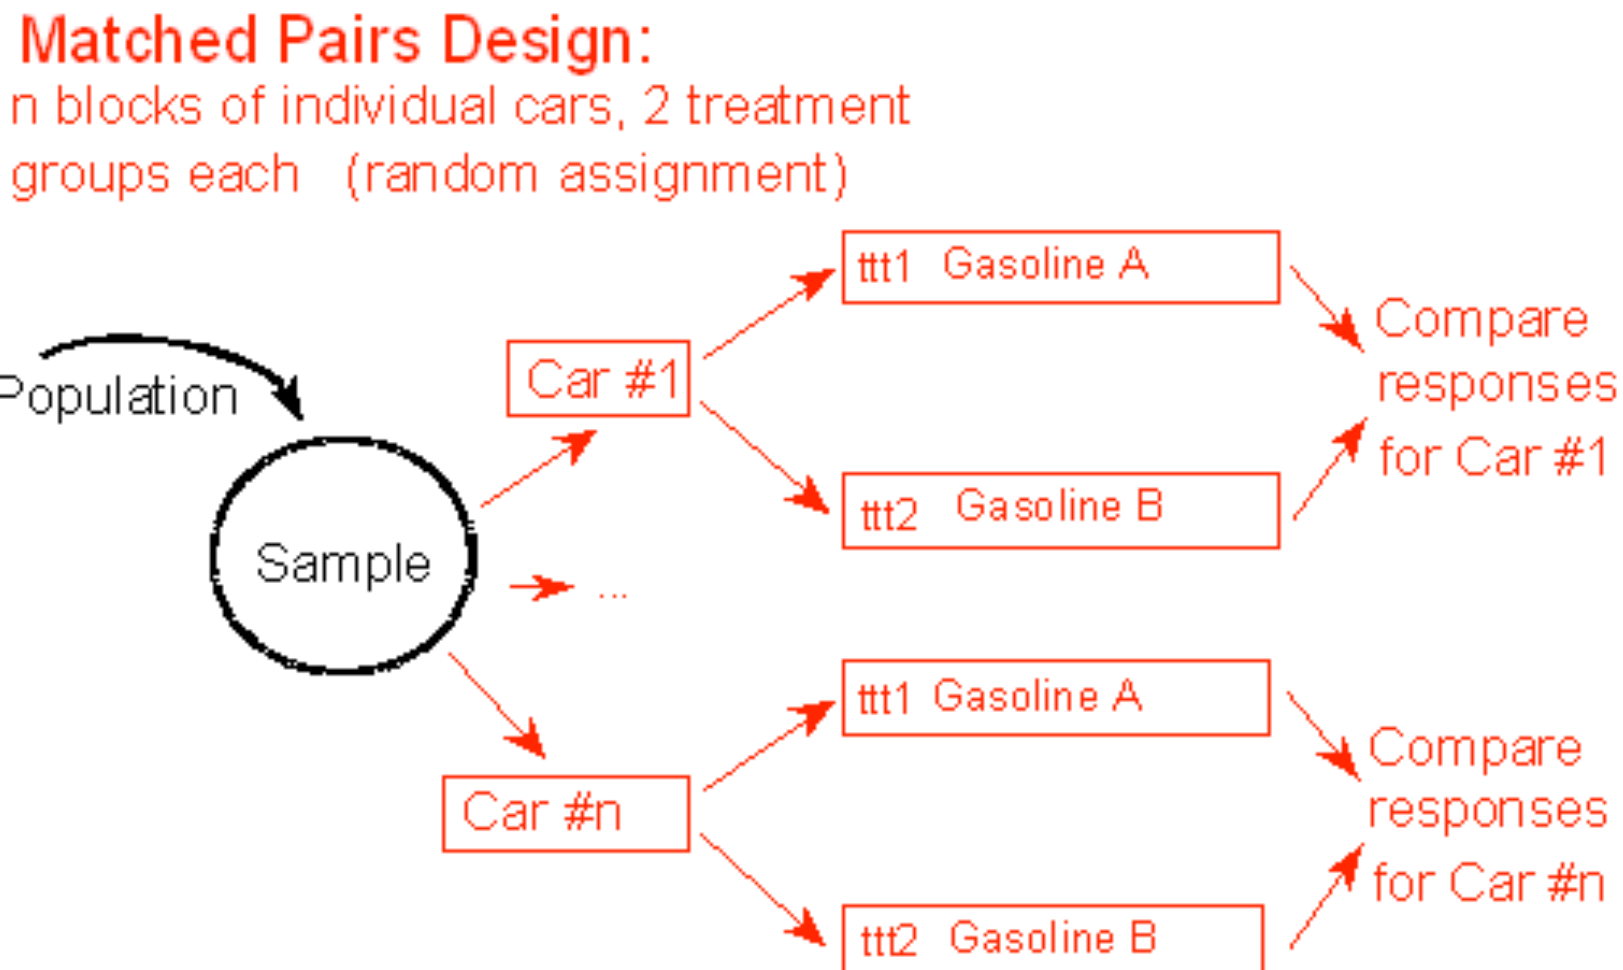 Matched Pairs Design:
n blocks of individual cars, 2 treatment
groups each (random assignment)
Population
Sample
...
Car #1
ttt1 Gasoline A
ttt2 Gasoline B
Compare
responses
for Car #1
Car #n
ttt1 Gasoline A
ttt2 Gasoline B
Compare
responses
for Car #n